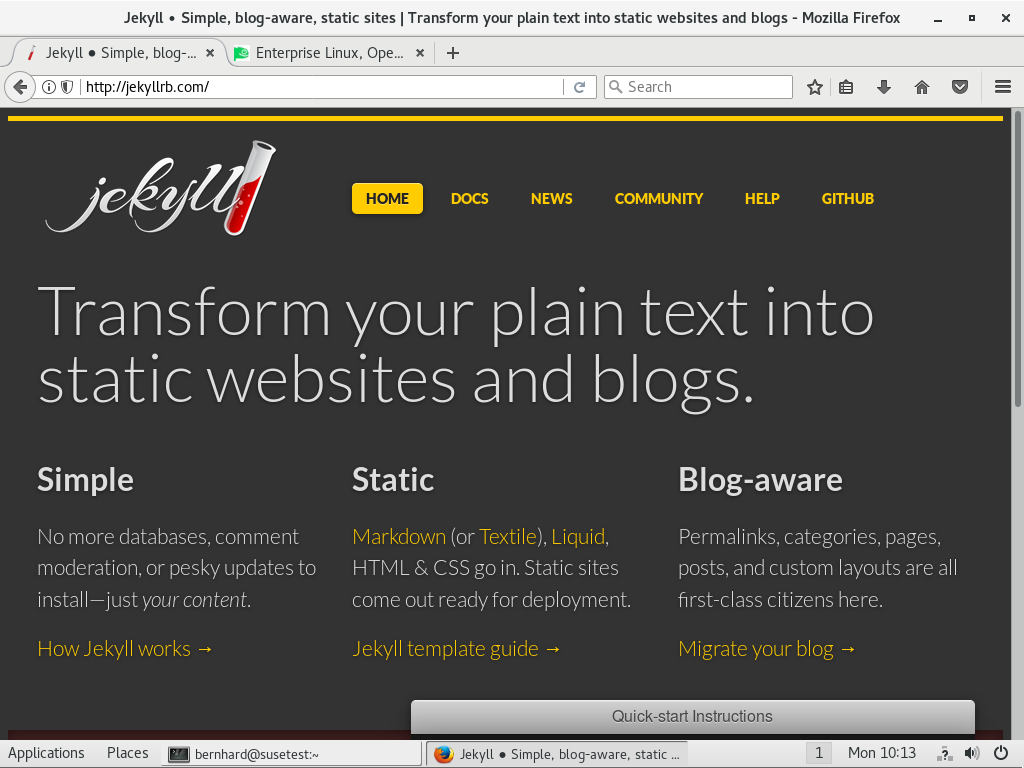 Jekyll • Simple, blog-aware, static sites | Transform your plain text into static websites and blogs - Mozilla Firefox
Jekyll • Simple, blog-...
Enterprise Linux, Ope...
http://jekyllrb.com/
Search
jekyll
HOME DOCS NEWS COMMUNITY HELP GITHUB
Transform your plain text into
static websites and blogs.
Simple
No more databases, comment
moderation, or pesky updates to
install—just your content.
How Jekyll works →
Static
Markdown (or Textile), Liquid,
HTML & CSS go in. Static sites
come out ready for deployment.
Jekyll template guide →
Blog-aware
Permalinks, categories, pages,
posts, and custom layouts are all
first-class citizens here.
Migrate your blog →
Quick-start Instructions
Applications Places bernhard@susetest:~ Jekyll • Simple, blog-aware, static ... 1 Mon 10:13